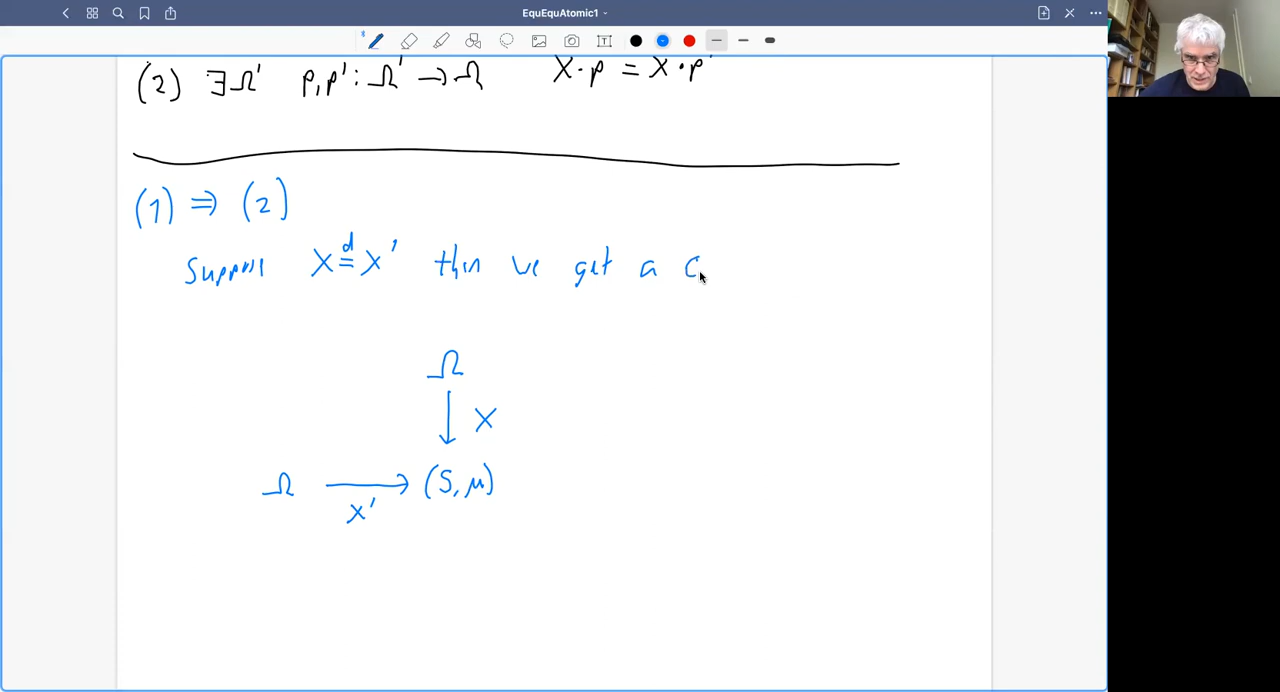 EquEquAtomic1
(2) ∃Ω' p, p' : Ω' → Ω X · p = X · p'
(1) ⇒ (2)
Suppose X =ᵈ X' then we get a c
Ω
↓ X
Ω → (S, μ)
X'